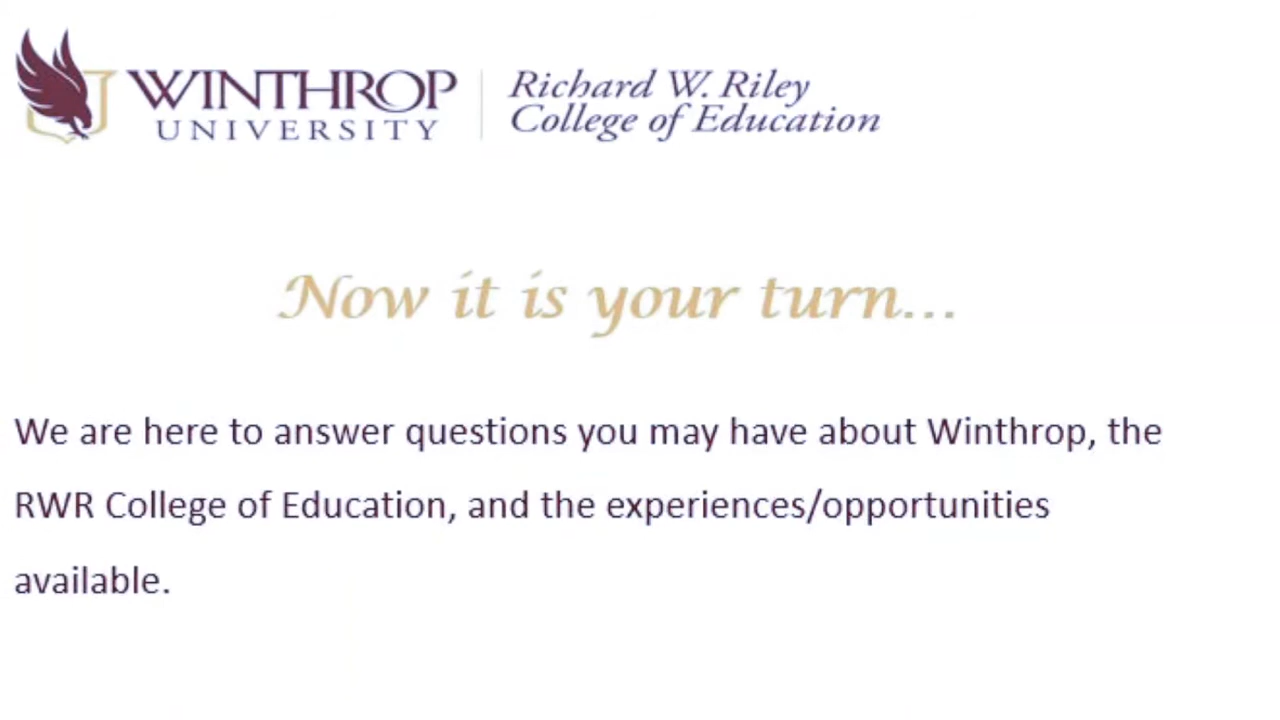 WINTHROP
UNIVERSITY
Richard W. Riley
College of Education
Now it is your turn...
We are here to answer questions you may have about Winthrop, the
RWR College of Education, and the experiences/opportunities
available.